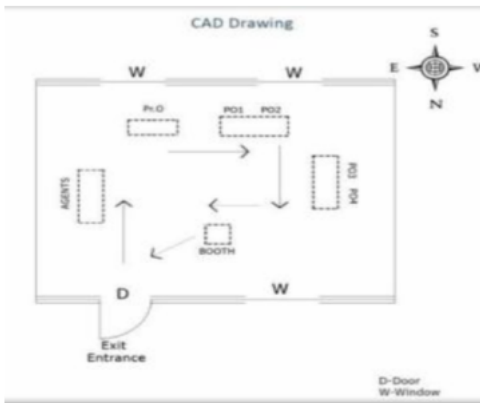 CAD Drawing
S
E
W
N
W
W
Pr.O
PO1 PO2
AGENTS
PO3 PO4
BOOTH
D
W
Exit
Entrance
D-Door
W-Window